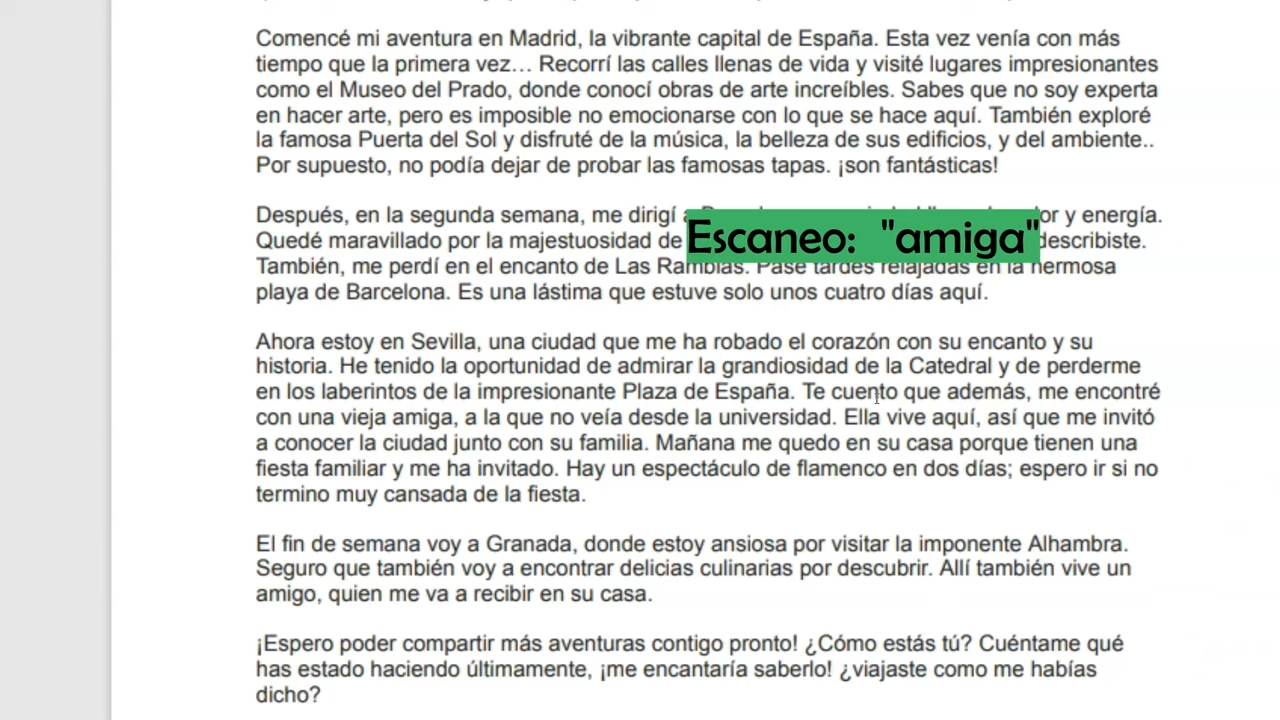 Comencé mi aventura en Madrid, la vibrante capital de España. Esta vez venía con más
tiempo que la primera vez… Recorrí las calles llenas de vida y visité lugares impresionantes
como el Museo del Prado, donde conocí obras de arte increíbles. Sabes que no soy experta
en hacer arte, pero es imposible no emocionarse con lo que se hace aquí. También exploré
la famosa Puerta del Sol y disfruté de la música, la belleza de sus edificios, y del ambiente..
Por supuesto, no podía dejar de probar las famosas tapas. ¡son fantásticas!
Después, en la segunda semana, me dirigí y energía.
Quedé maravillado por la majestuosidad de describiste.
Escaneo: "amiga"
También, me perdí en el encanto de Las Ramblas. Pasé tardes relajadas en la hermosa
playa de Barcelona. Es una lástima que estuve solo unos cuatro días aquí.
Ahora estoy en Sevilla, una ciudad que me ha robado el corazón con su encanto y su
historia. He tenido la oportunidad de admirar la grandiosidad de la Catedral y de perderme
en los laberintos de la impresionante Plaza de España. Te cuento que además, me encontré
con una vieja amiga, a la que no veía desde la universidad. Ella vive aquí, así que me invitó
a conocer la ciudad junto con su familia. Mañana me quedo en su casa porque tienen una
fiesta familiar y me ha invitado. Hay un espectáculo de flamenco en dos días; espero ir si no
termino muy cansada de la fiesta.
El fin de semana voy a Granada, donde estoy ansiosa por visitar la imponente Alhambra.
Seguro que también voy a encontrar delicias culinarias por descubrir. Allí también vive un
amigo, quien me va a recibir en su casa.
¡Espero poder compartir más aventuras contigo pronto! ¿Cómo estás tú? Cuéntame qué
has estado haciendo últimamente, ¡me encantaría saberlo! ¿viajaste como me habías
dicho?